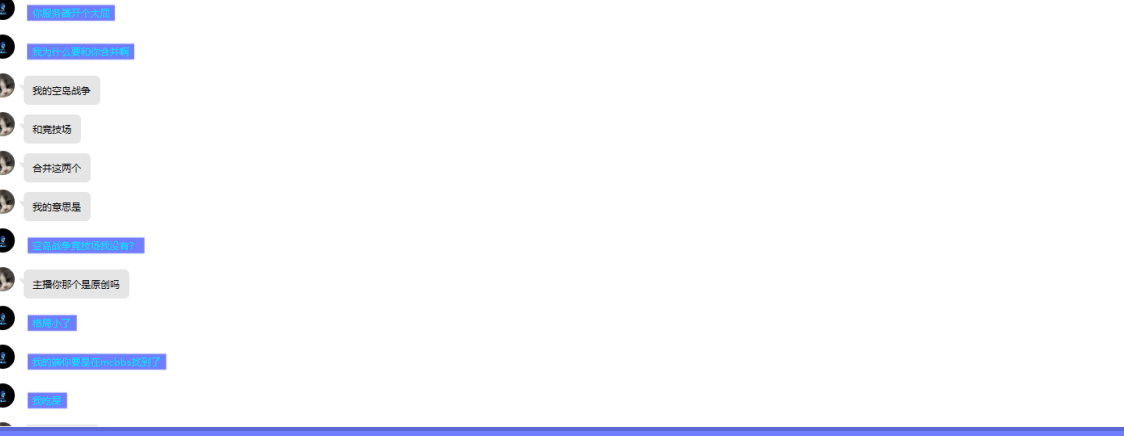 你服务器开个大屁
我为什么要和你合并啊
我的空岛战争
和竞技场
合并这两个
我的意思是
空岛战争竞技场我没有?
主播你那个是原创吗
格局小了
我的确你要是在mcbbs找到了
我吃屎